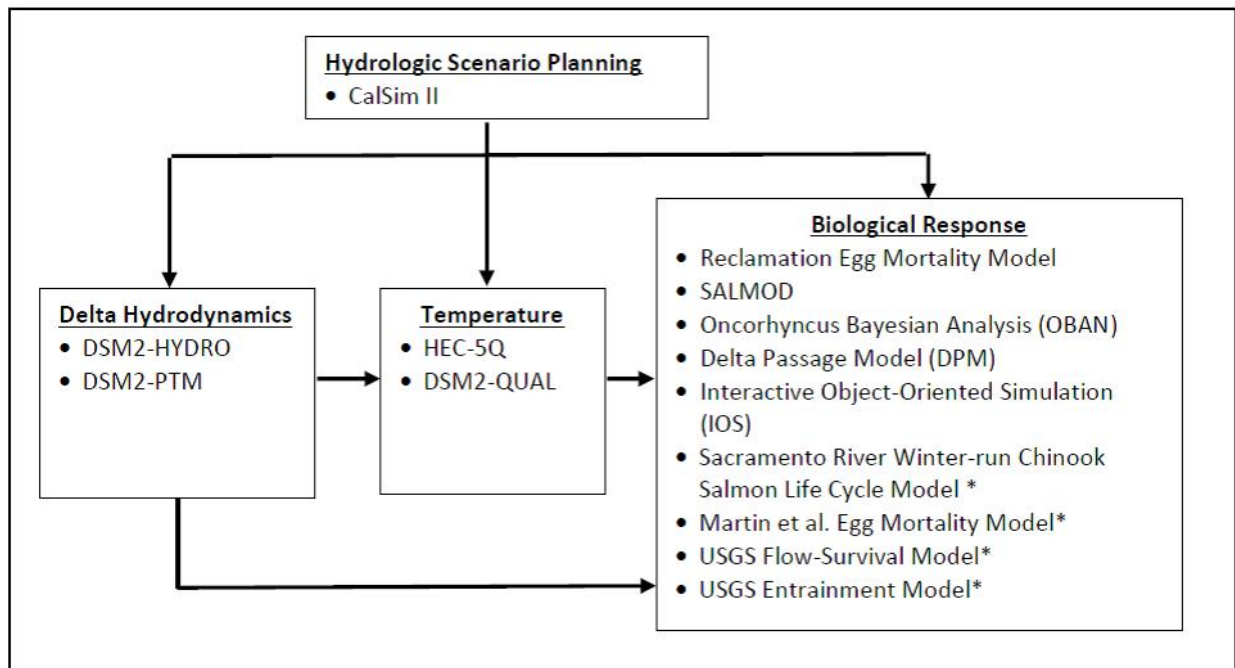 Hydrologic Scenario Planning
• CalSim II
Delta Hydrodynamics
• DSM2-HYDRO
• DSM2-PTM
Temperature
• HEC-5Q
• DSM2-QUAL
Biological Response
• Reclamation Egg Mortality Model
• SALMOD
• Oncorhyncus Bayesian Analysis (OBAN)
• Delta Passage Model (DPM)
• Interactive Object-Oriented Simulation
(IOS)
• Sacramento River Winter-run Chinook
Salmon Life Cycle Model *
• Martin et al. Egg Mortality Model*
• USGS Flow-Survival Model*
• USGS Entrainment Model*